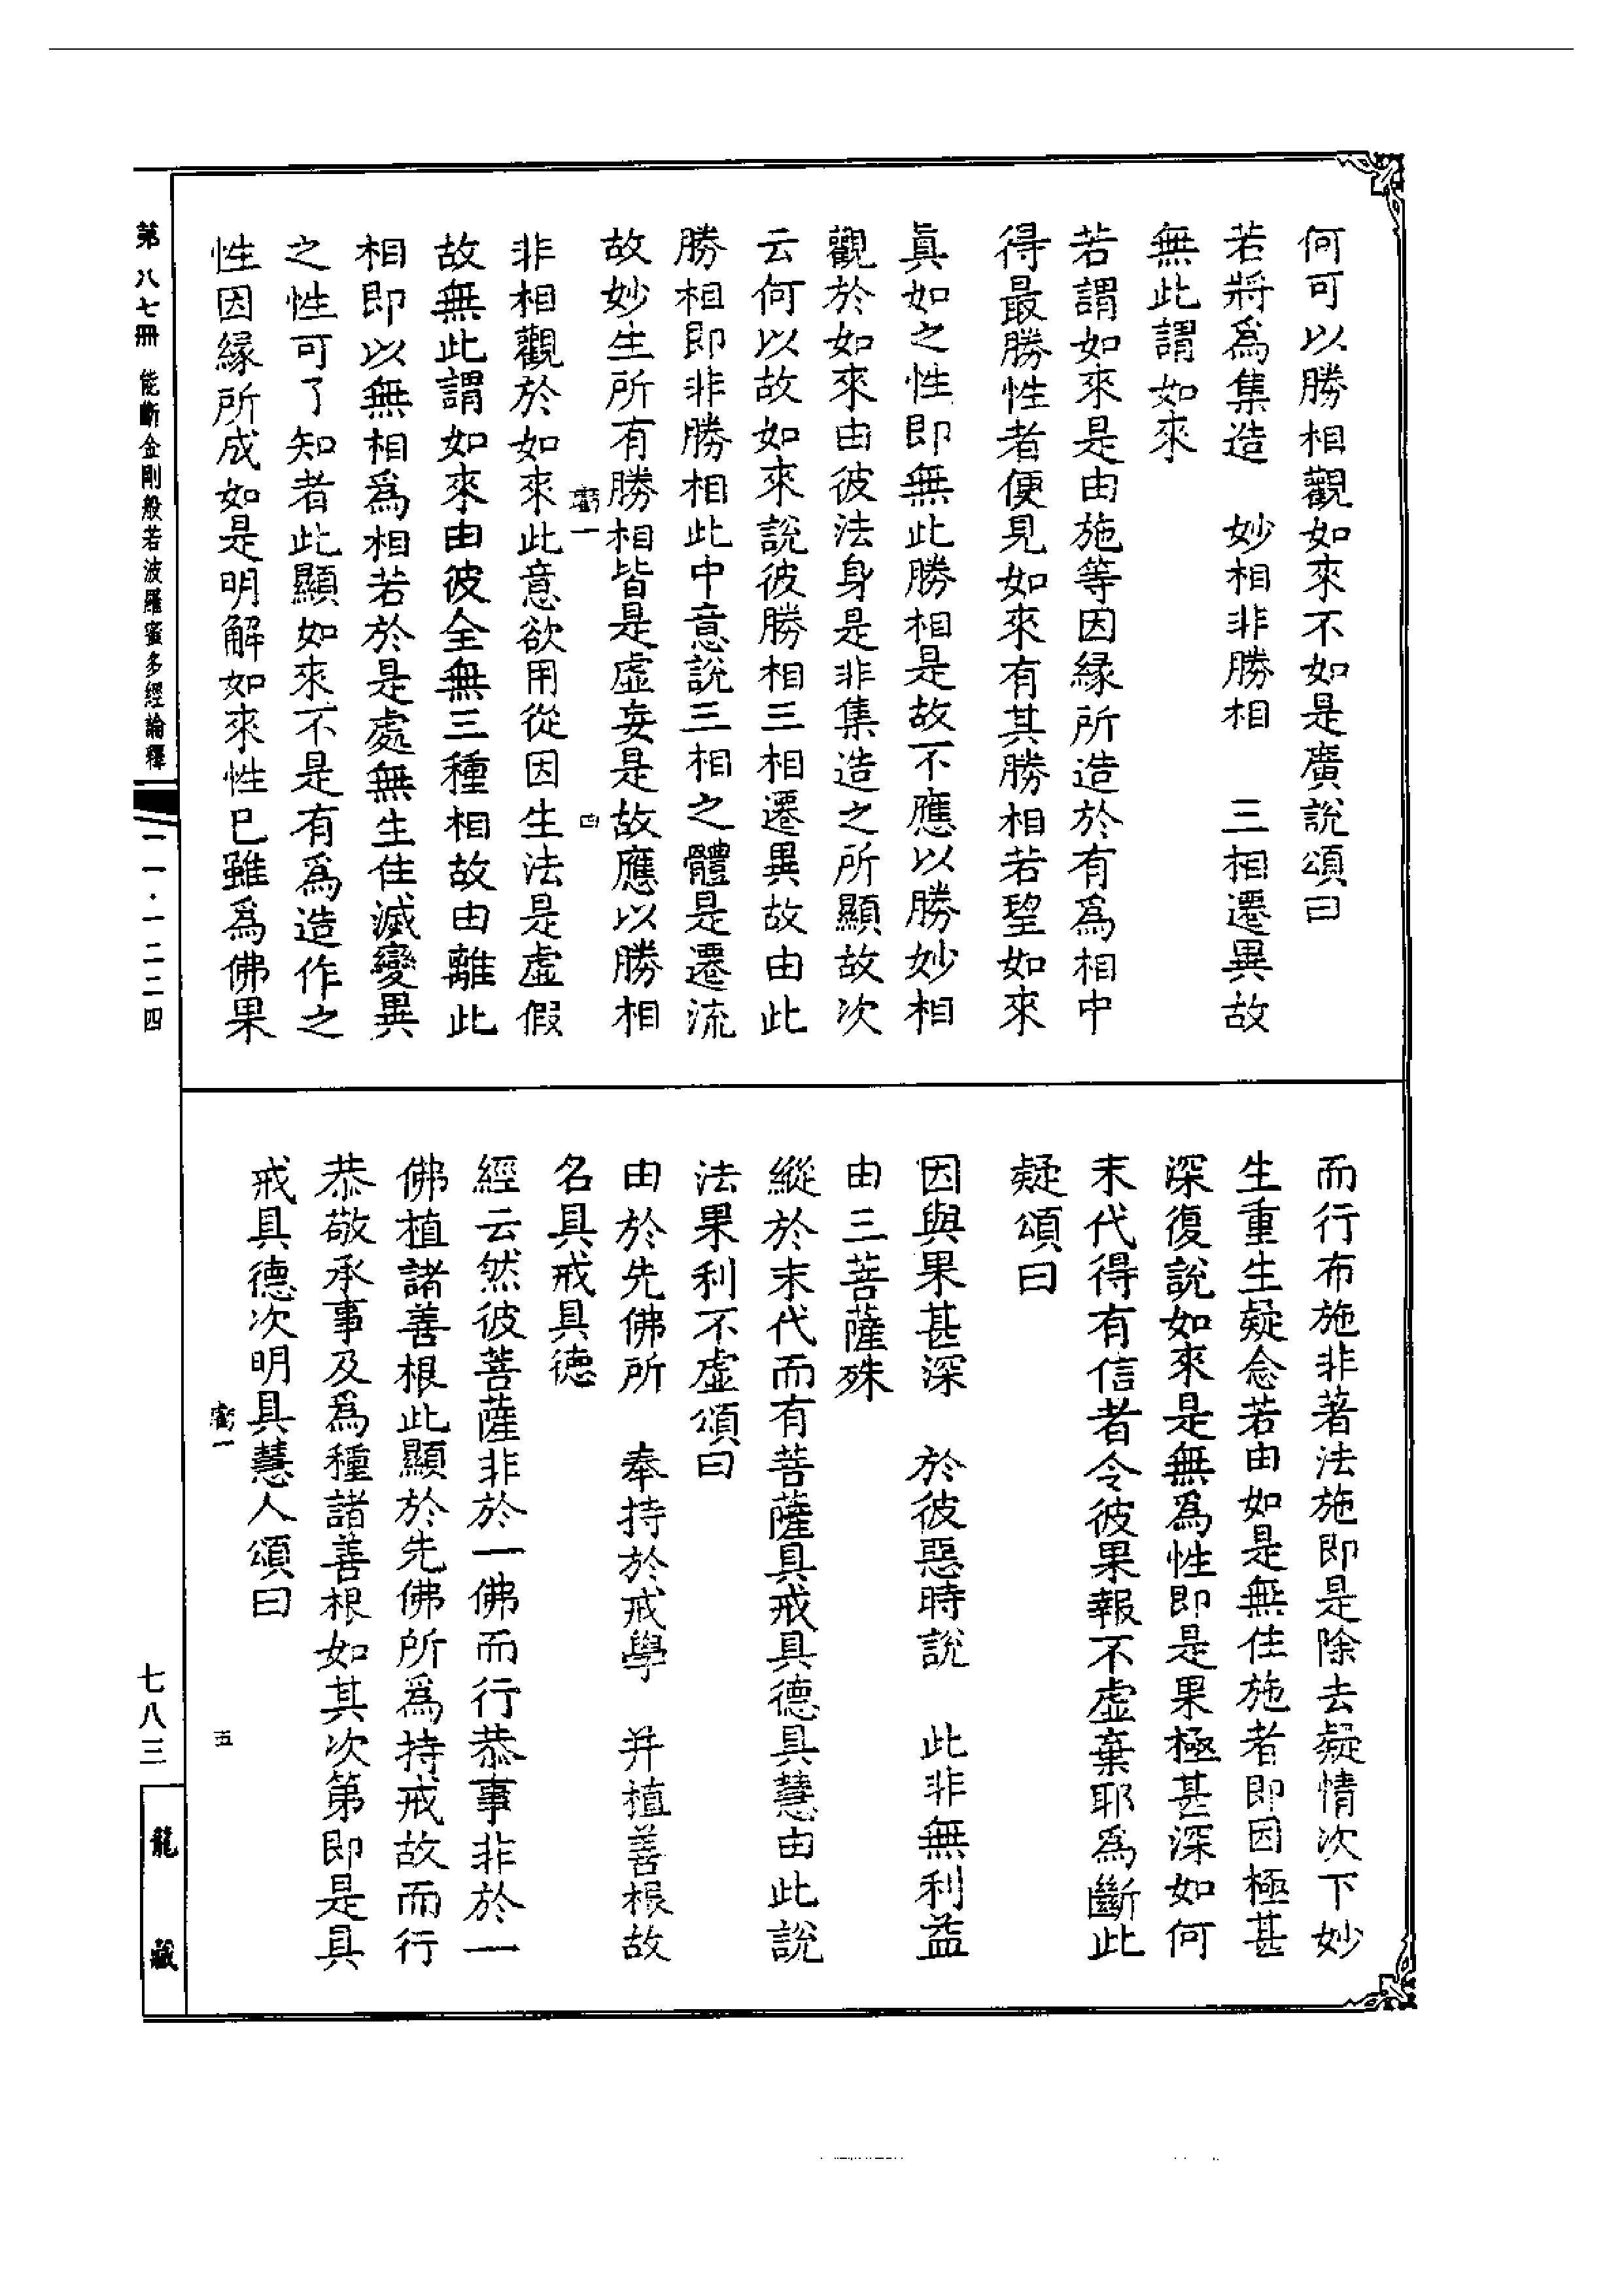 何可以勝相觀如來不如是廣說頌曰
若將爲集造　妙相非勝相　三相遷異故
無此謂如來
若謂如來是由施等因緣所造於有爲相中
得最勝性者便見如來有其勝相若望如來
眞如之性即無此勝相是故不應以勝妙相
觀於如來由彼法身是非集造之所顯故次
云何以故如來說彼勝相三相遷異故由此
勝相即非勝相此中意說三相之體是遷流
故妙生所有勝相皆是虛妄是故應以勝相
一　四
非相觀於如來此意欲用從因生法是虛假
故無此謂如來由彼全無三種相故由離此
相即以無相爲相若於是處無生住滅變異
之性可了知者此顯如來不是有爲造作之
性因緣所成如是明解如來性已雖爲佛果
而行布施非著法施即是除去疑情次下妙
生重生疑念若由如是無住施者即因極甚
深復說如來是無爲性即是果極甚深如何
末代得有信者令彼果報不虛棄耶爲斷此
疑頌曰
因與果甚深　於彼惡時說　此非無利益
由三菩薩殊
縱於末代而有菩薩具戒具德具慧由此說
法果利不虛頌曰
由於先佛所　奉持於戒學　并植善根故
名具戒具德
經云然彼菩薩非於一佛而行恭事非於一
佛植諸善根此顯於先佛所爲持戒故而行
恭敬承事及爲種諸善根如其次第即是具
戒具德次明具慧人頌曰
一　五
第八七冊　能斷金剛般若波羅蜜多經論釋
一一·一二二四
七八三
龍藏